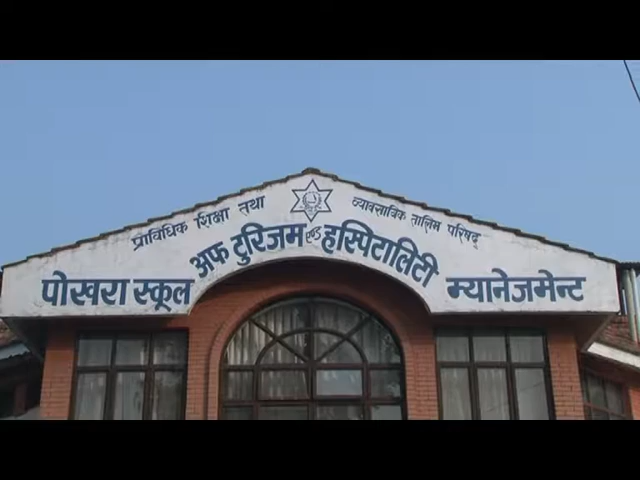 प्राविधिक शिक्षा तथा व्यावसायिक तालिम परिषद्
पोखरा स्कूल अफ टुरिजम एण्ड हस्पिटालिटी म्यानेजमेन्ट